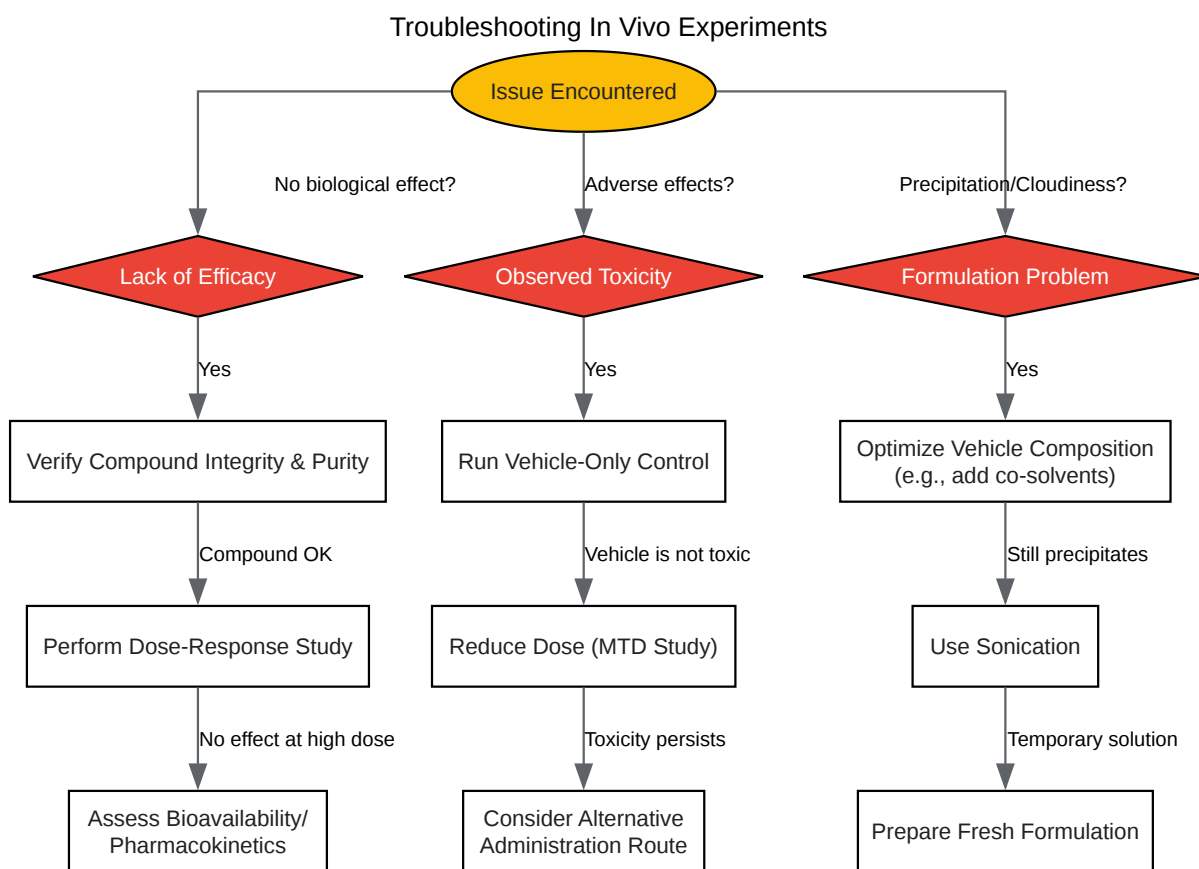 Troubleshooting In Vivo Experiments
Issue Encountered
No biological effect?
Adverse effects?
Precipitation/Cloudiness?
Lack of Efficacy
Observed Toxicity
Formulation Problem
Yes
Yes
Yes
Verify Compound Integrity & Purity
Run Vehicle-Only Control
Optimize Vehicle Composition
(e.g., add co-solvents)
Compound OK
Vehicle is not toxic
Still precipitates
Perform Dose-Response Study
Reduce Dose (MTD Study)
Use Sonication
No effect at high dose
Toxicity persists
Temporary solution
Assess Bioavailability/
Pharmacokinetics
Consider Alternative
Administration Route
Prepare Fresh Formulation